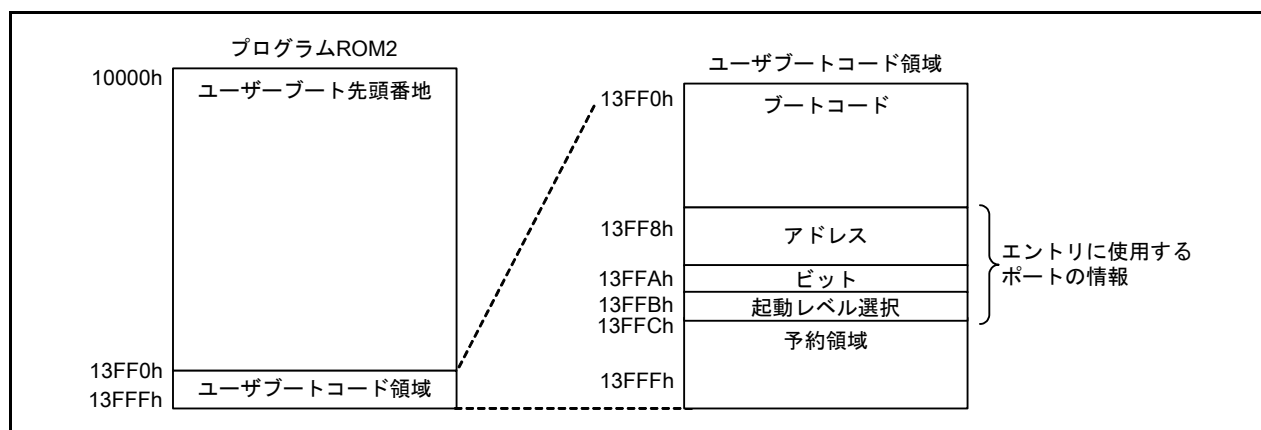 プログラムROM2
10000h
ユーザーブート先頭番地
13FF0h
ユーザブートコード領域
13FFFh
ユーザブートコード領域
13FF0h
ブートコード
13FF8h
アドレス
13FFAh
ビット
13FFBh
起動レベル選択
13FFCh
予約領域
13FFFh
エントリに使用する
ポートの情報